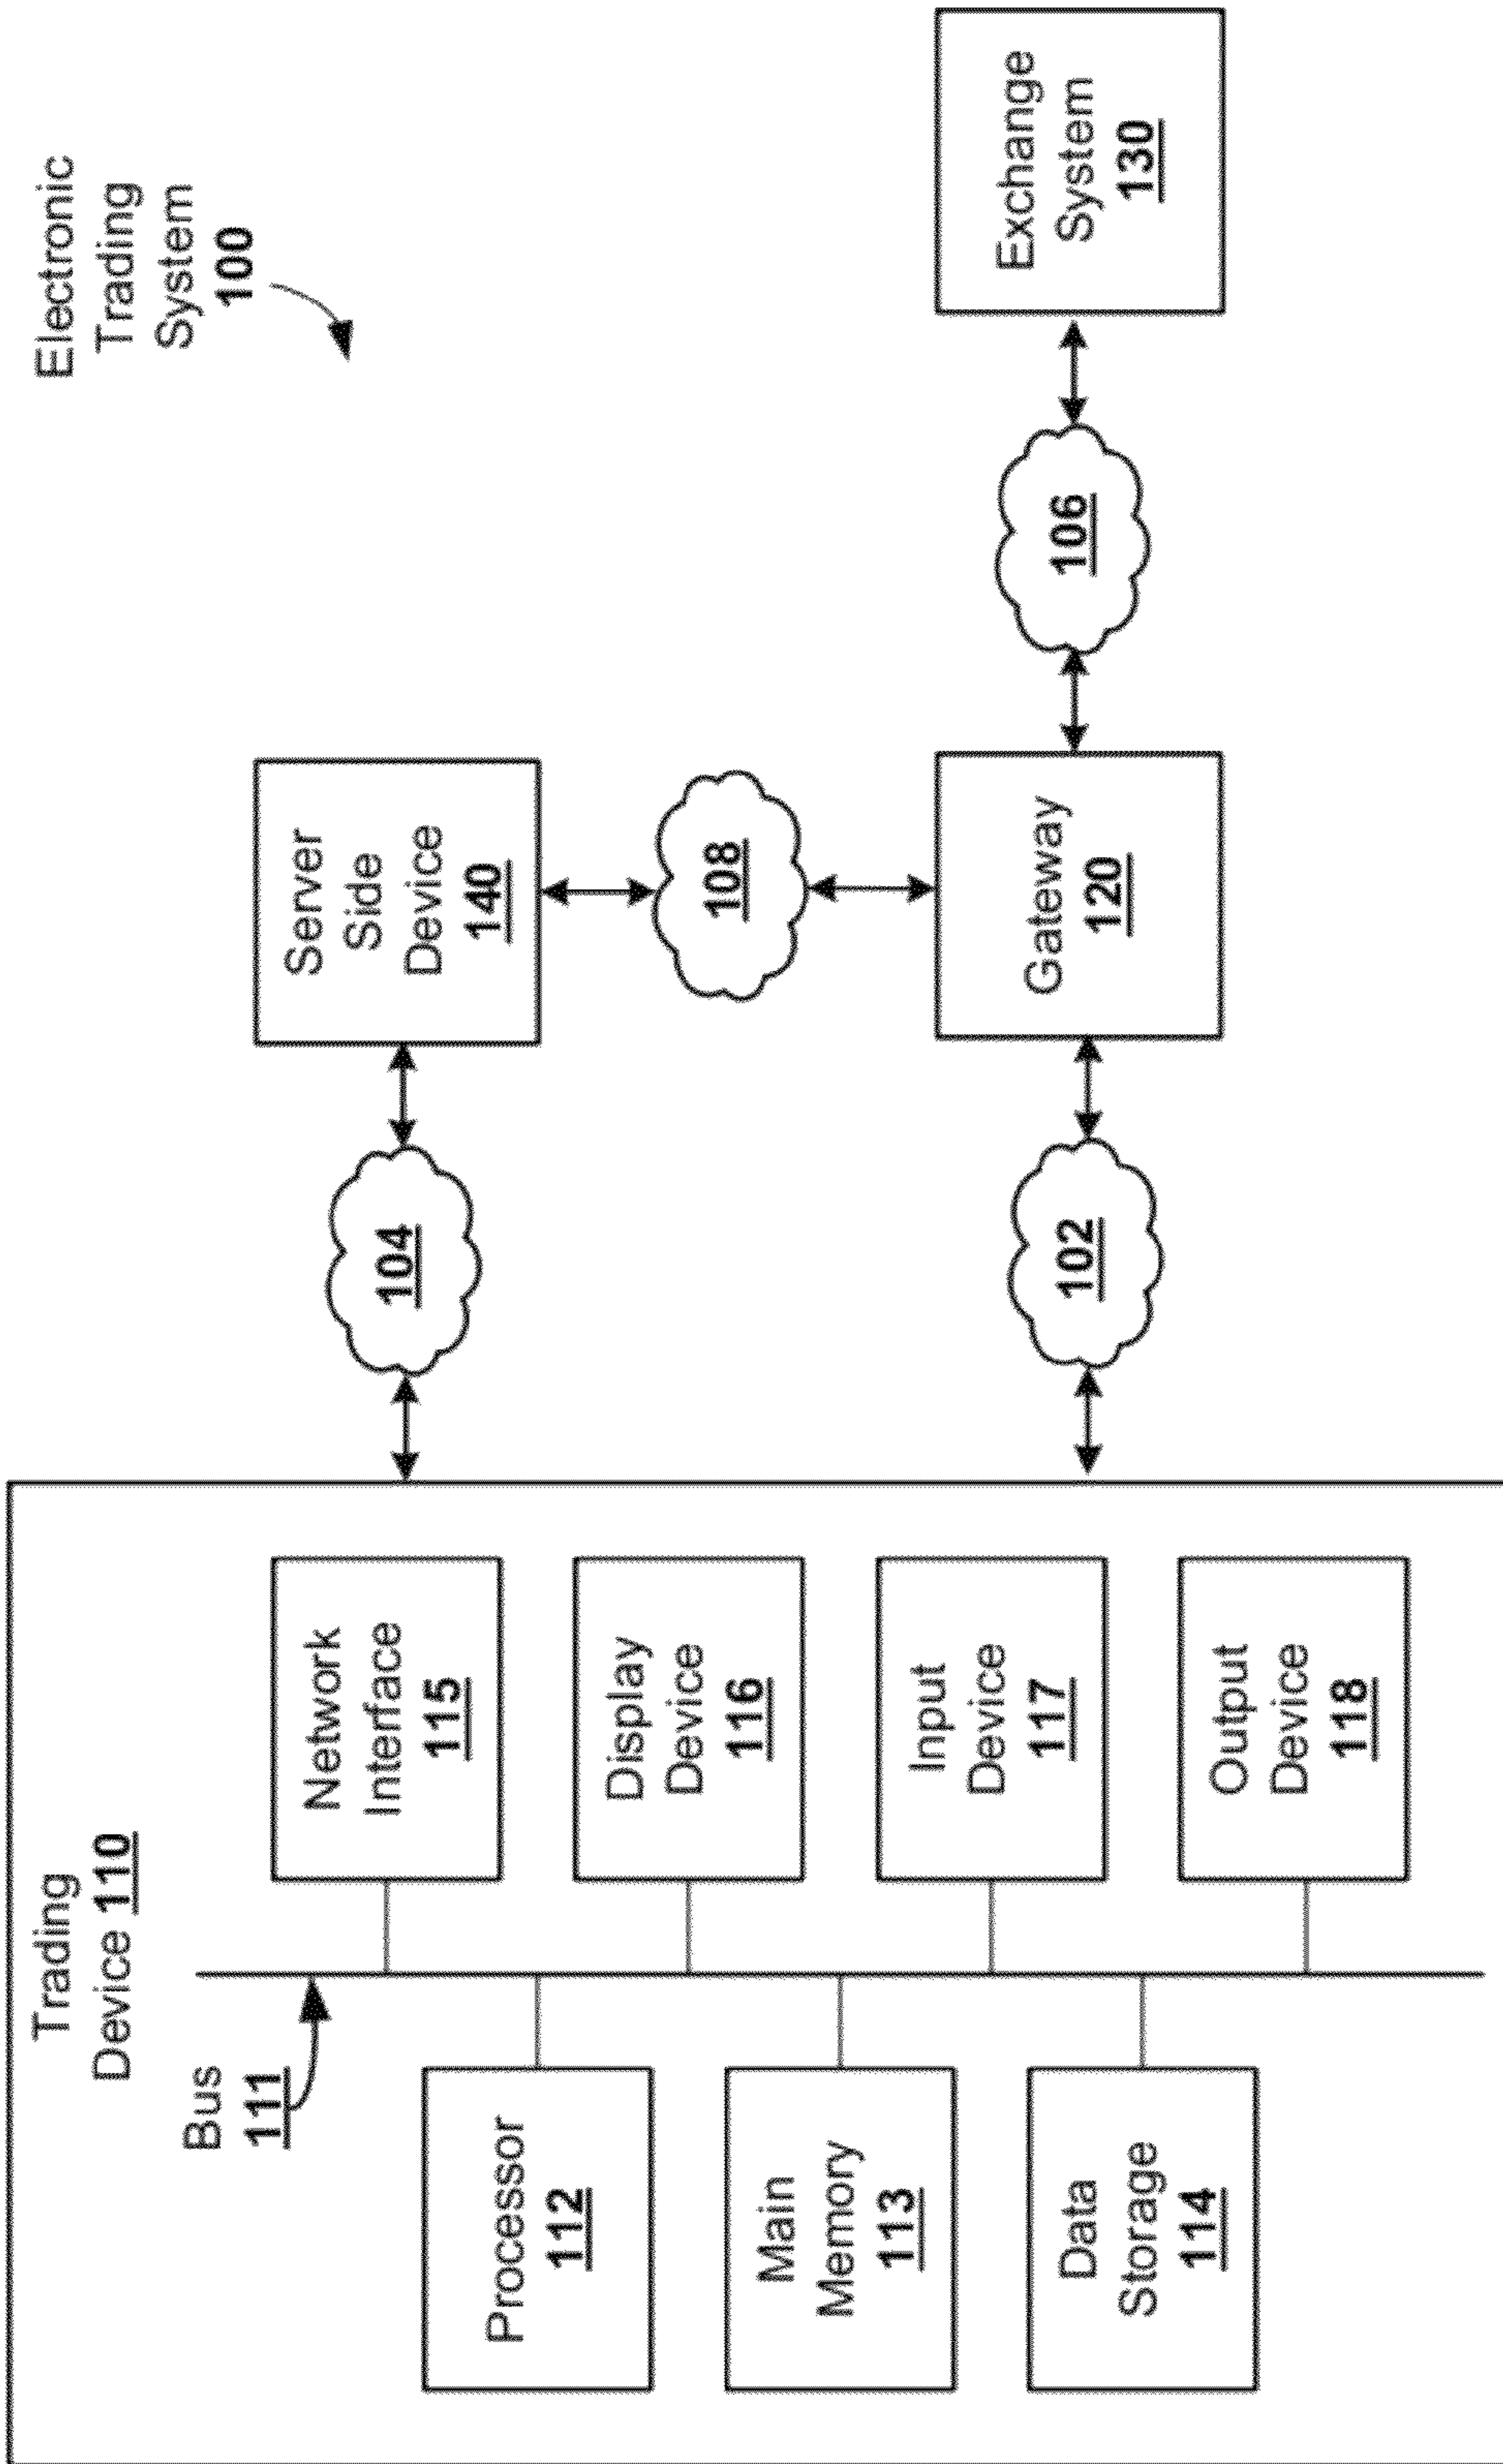 Electronic
Trading
System
100
Trading
Device 110
Bus
111
Processor
112
Main
Memory
113
Data
Storage
114
Network
Interface
115
Display
Device
116
Input
Device
117
Output
Device
118
104
102
Server
Side
Device
140
108
Gateway
120
106
Exchange
System
130